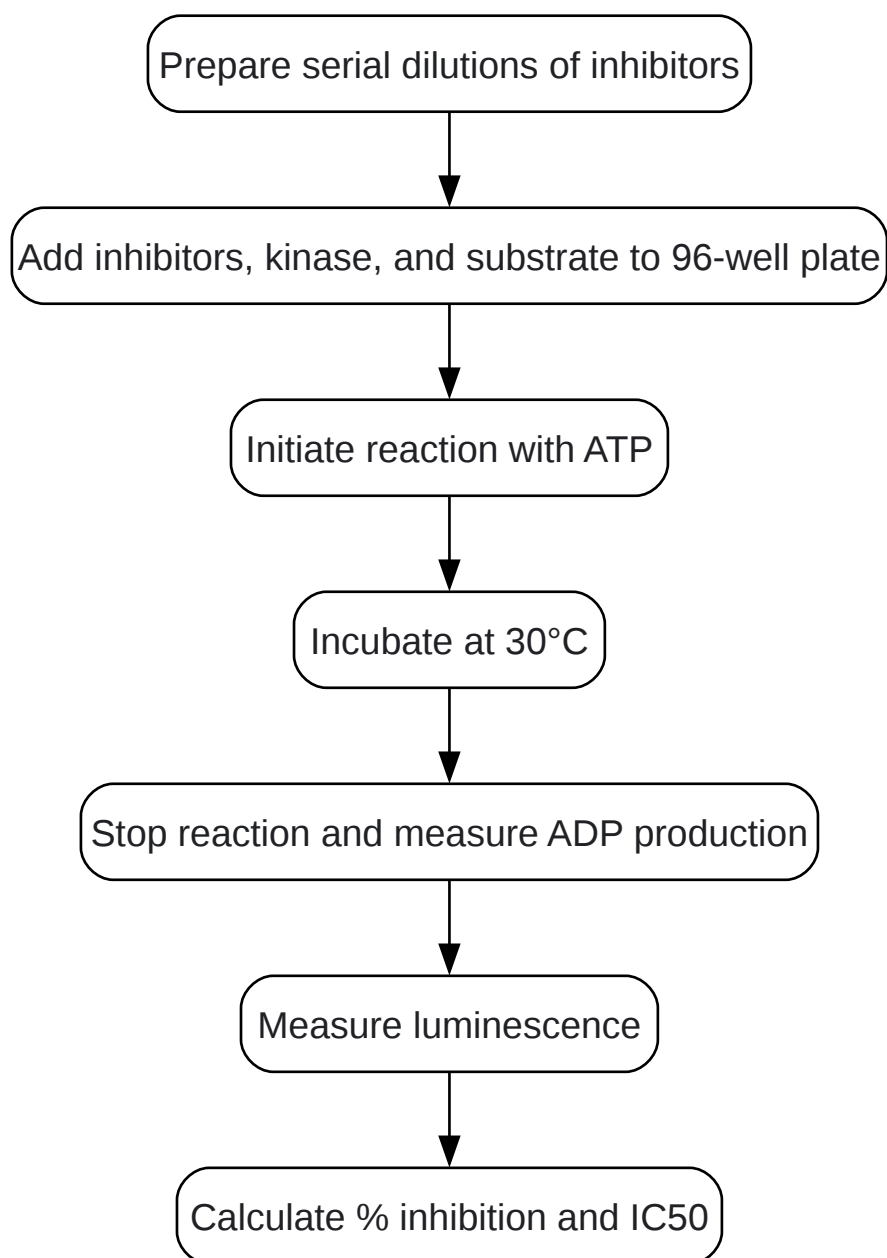 Prepare serial dilutions of inhibitors
Add inhibitors, kinase, and substrate to 96-well plate
Initiate reaction with ATP
Incubate at 30°C
Stop reaction and measure ADP production
Measure luminescence
Calculate % inhibition and IC50